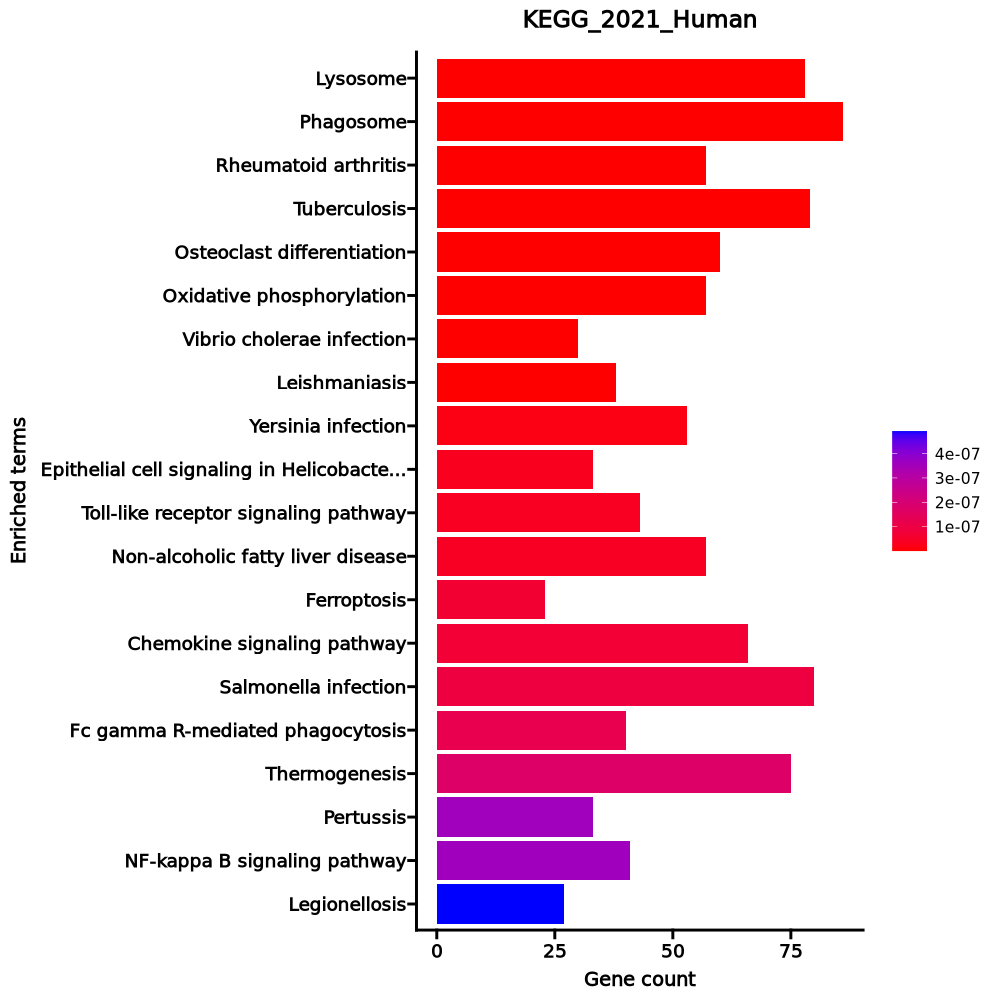 KEGG_2021_Human
Lysosome
Phagosome
Rheumatoid arthritis
Tuberculosis
Osteoclast differentiation
Oxidative phosphorylation
Vibrio cholerae infection
Leishmaniasis
Yersinia infection
Epithelial cell signaling in Helicobacte...
Toll-like receptor signaling pathway
Non-alcoholic fatty liver disease
Ferroptosis
Chemokine signaling pathway
Salmonella infection
Fc gamma R-mediated phagocytosis
Thermogenesis
Pertussis
NF-kappa B signaling pathway
Legionellosis
Enriched terms
0 25 50 75
Gene count
4e-07
3e-07
2e-07
1e-07